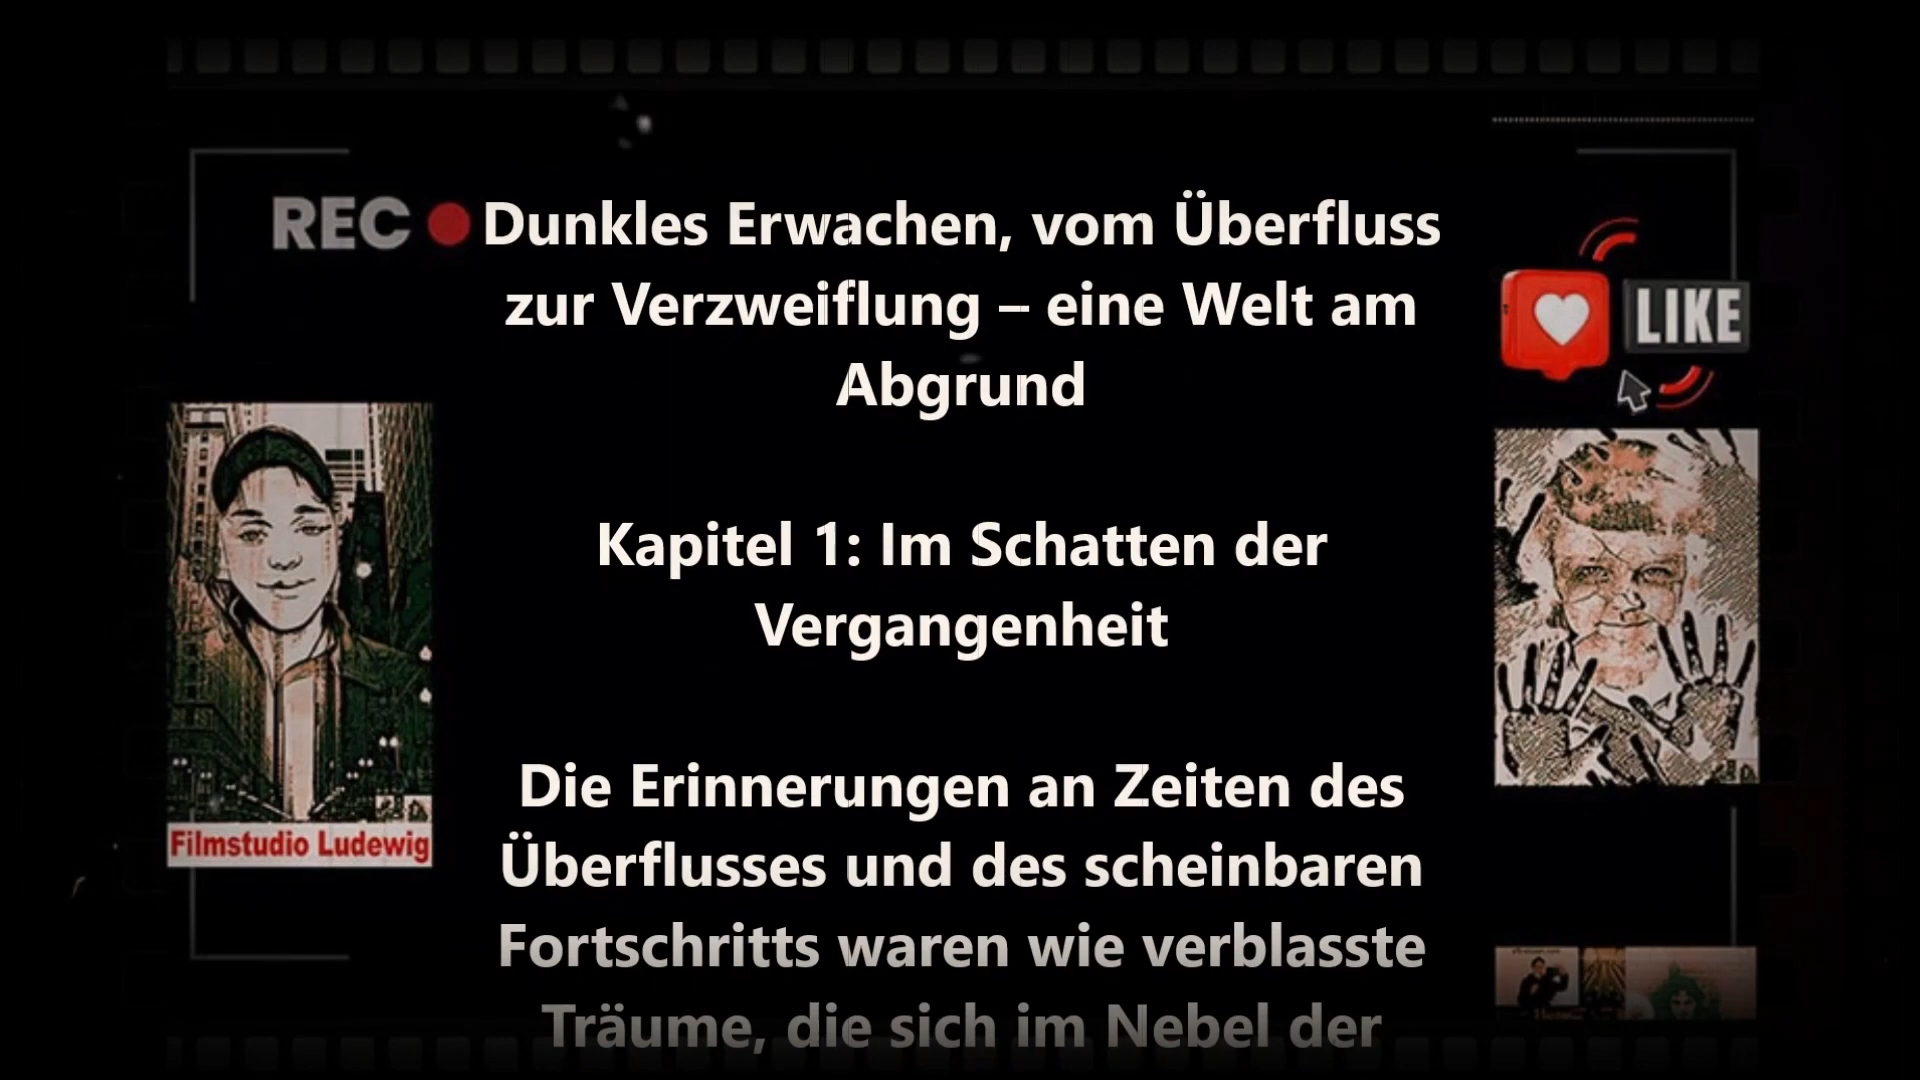 REC
Dunkles Erwachen, vom Überfluss
zur Verzweiflung – eine Welt am
Abgrund
LIKE
Kapitel 1: Im Schatten der
Vergangenheit
Die Erinnerungen an Zeiten des
Überflusses und des scheinbaren
Fortschritts waren wie verblasste
Träume, die sich im Nebel der
Filmstudio Ludewig